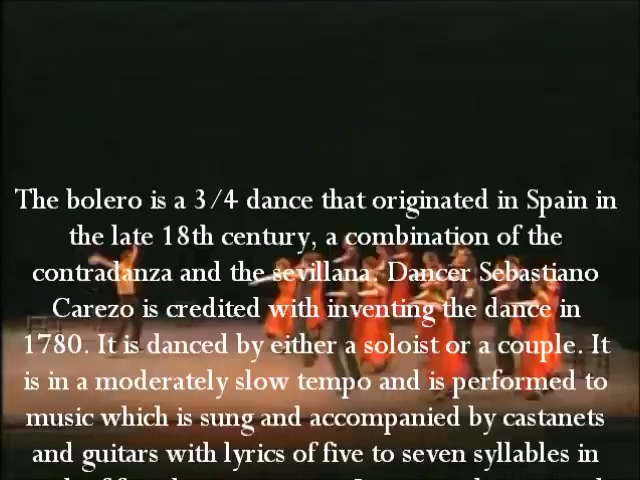 The bolero is a 3/4 dance that originated in Spain in
the late 18th century, a combination of the
contradanza and the sevillana. Dancer Sebastiano
Carezo is credited with inventing the dance in
1780. It is danced by either a soloist or a couple. It
is in a moderately slow tempo and is performed to
music which is sung and accompanied by castanets
and guitars with lyrics of five to seven syllables in